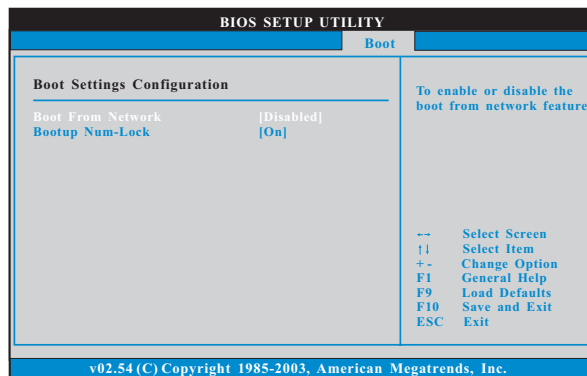 BIOS SETUP UTILITY
Boot
Boot Settings Configuration
Boot From Network [Disabled]
Bootup Num-Lock [On]
To enable or disable the
boot from network feature
←→ Select Screen
↑↓ Select Item
+ - Change Option
F1 General Help
F9 Load Defaults
F10 Save and Exit
ESC Exit
v02.54 (C) Copyright 1985-2003, American Megatrends, Inc.